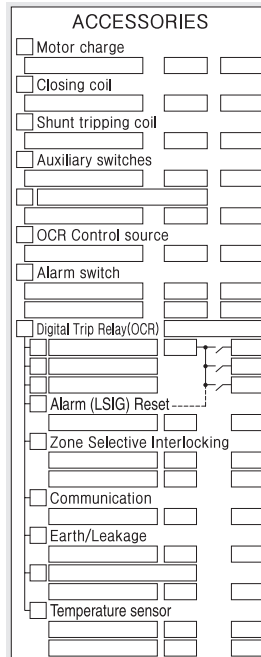 ACCESSORIES
Motor charge
Closing coil
Shunt tripping coil
Auxiliary switches
OCR Control source
Alarm switch
Digital Trip Relay(OCR)
Alarm (LSIG) Reset
Zone Selective Interlocking
Communication
Earth/Leakage
Temperature sensor